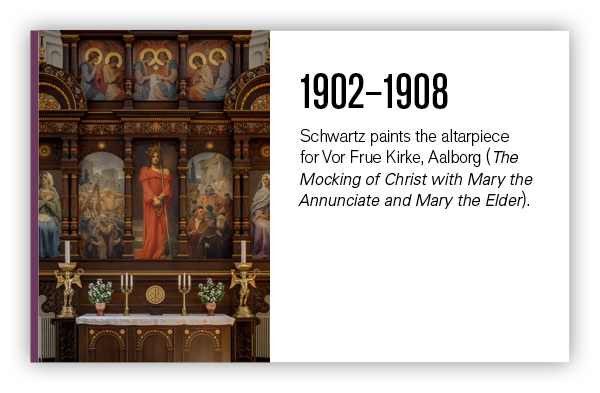 1902–1908
Schwartz paints the altarpiece
for Vor Frue Kirke, Aalborg (The
Mocking of Christ with Mary the
Annunciate and Mary the Elder).